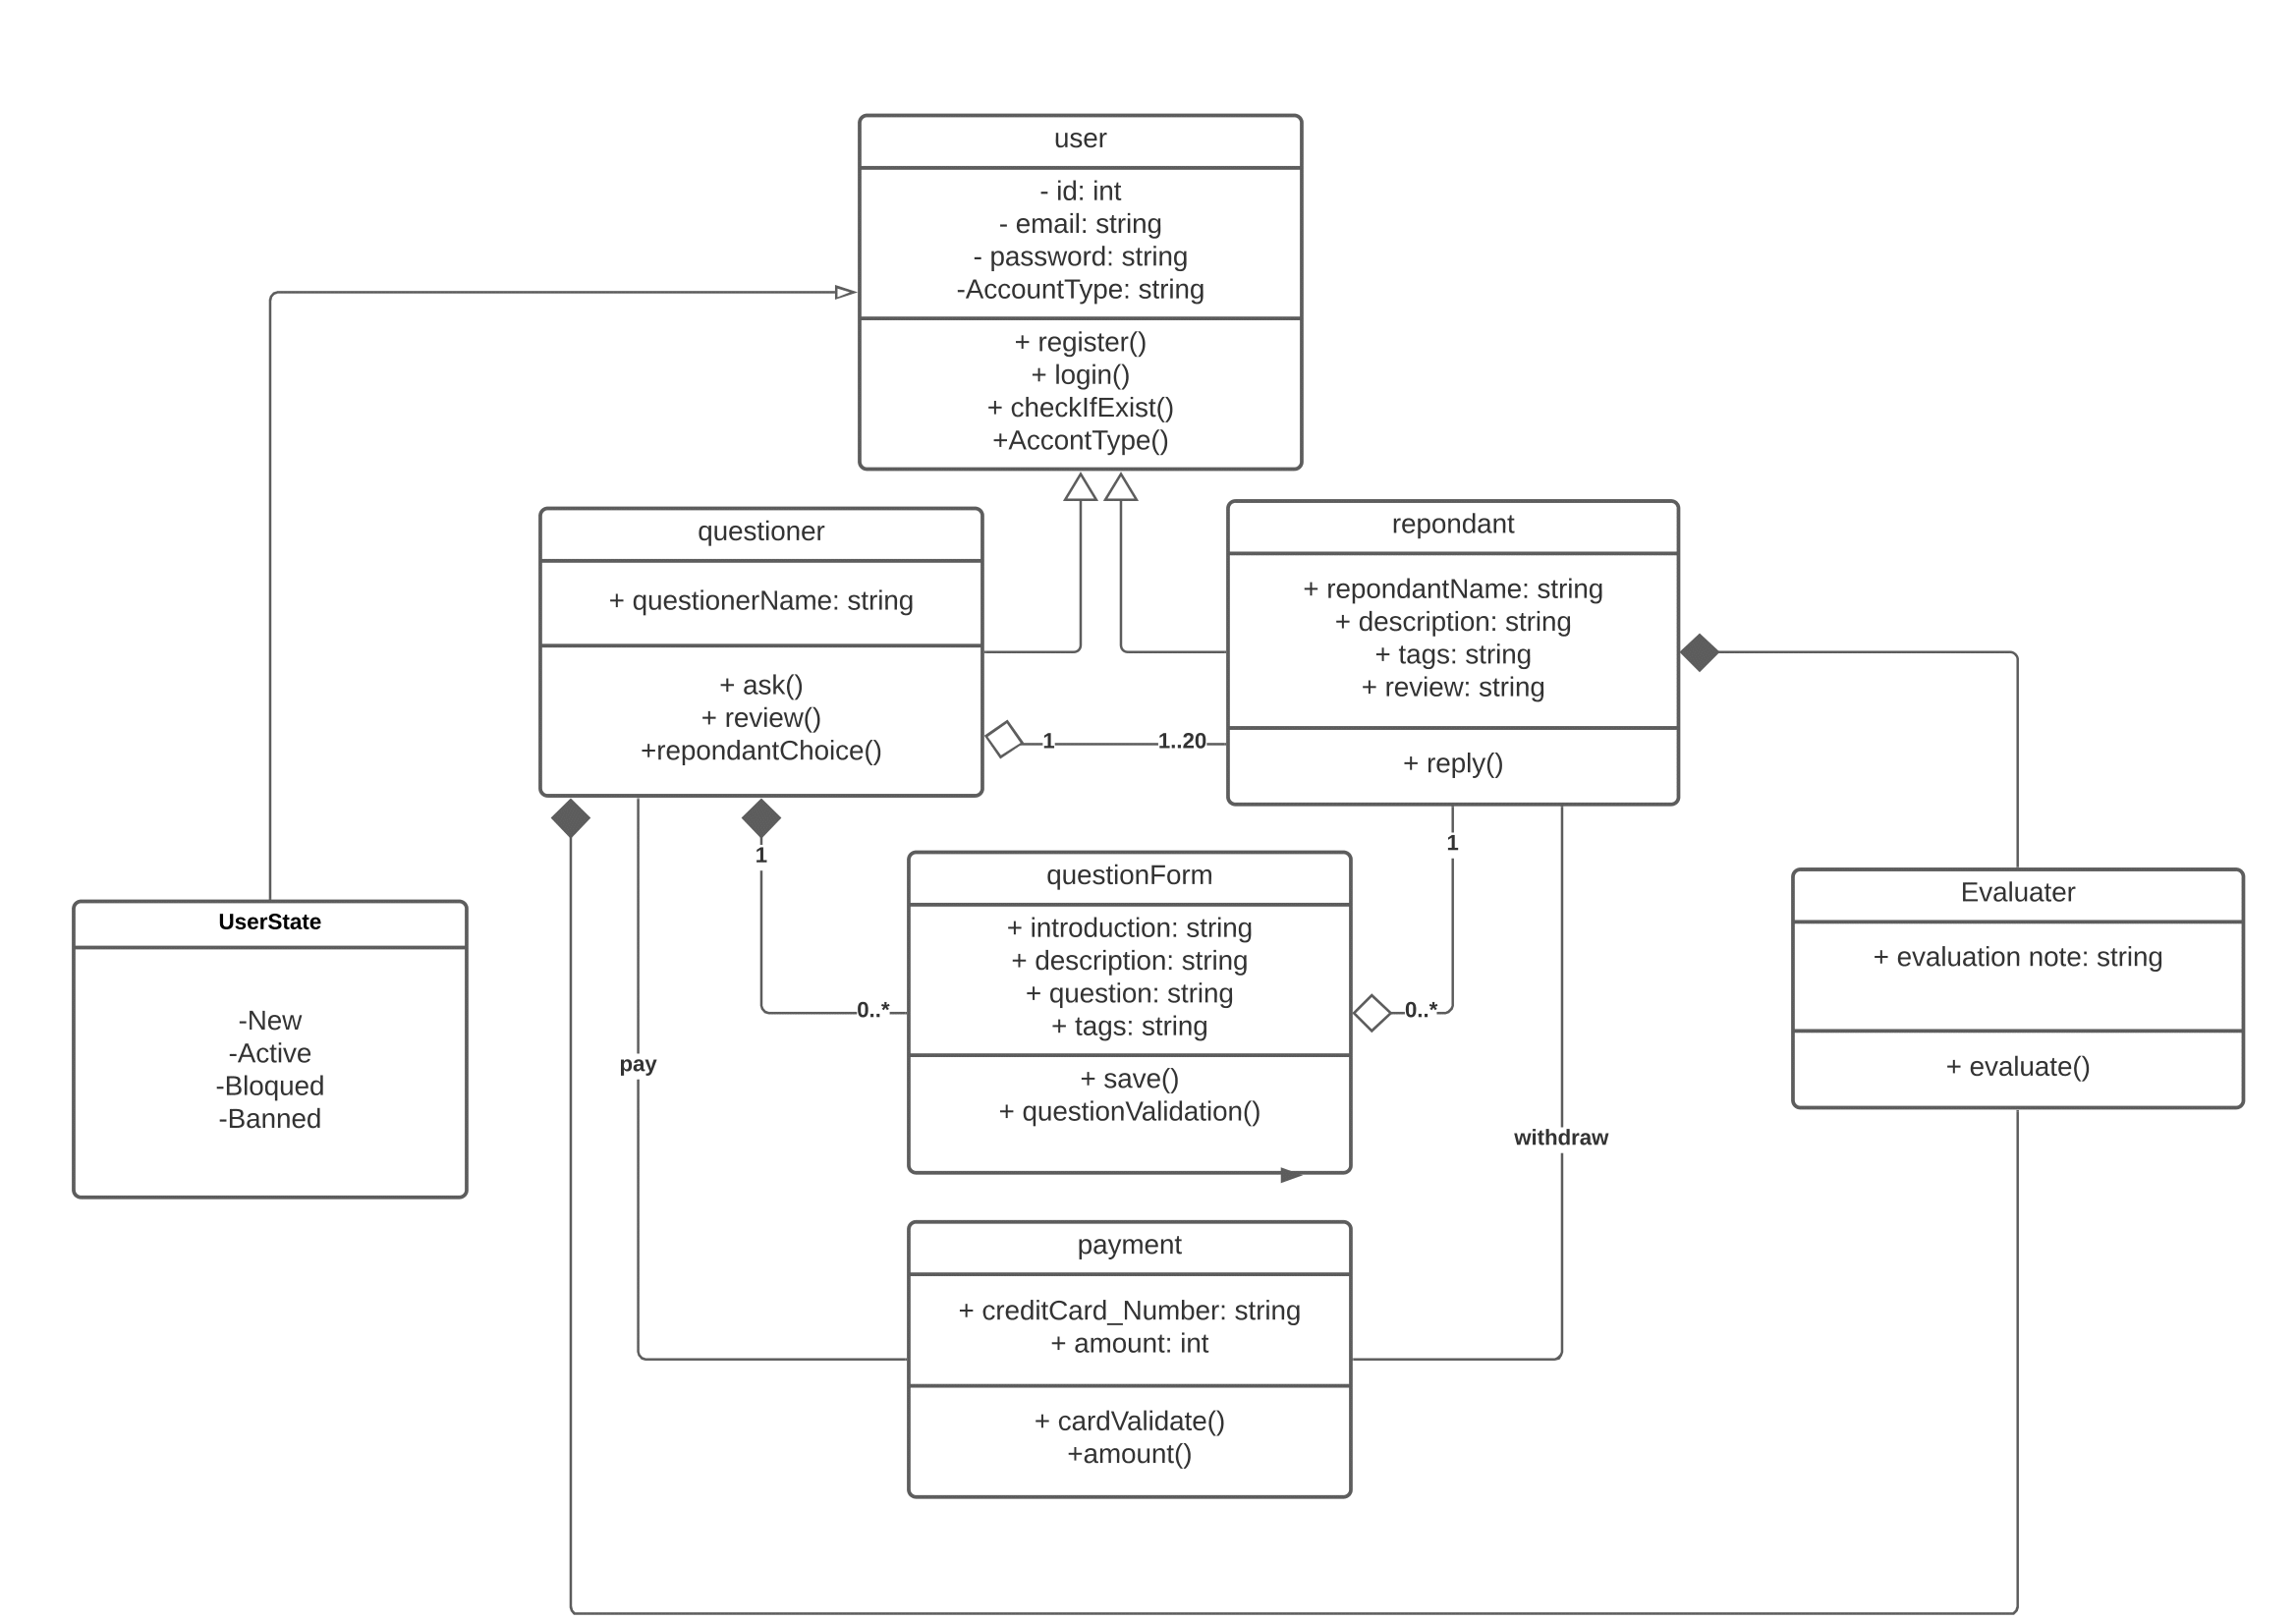 user
- id: int
- email: string
- password: string
-AccountType: string
+ register()
+ login()
+ checkIfExist()
+AccontType()
questioner
+ questionerName: string
+ ask()
+ review()
+repondantChoice()
repondant
+ repondantName: string
+ description: string
+ tags: string
+ review: string
+ reply()
1
1..20
1
0..*
1
0..*
questionForm
+ introduction: string
+ description: string
+ question: string
+ tags: string
+ save()
+ questionValidation()
UserState
-New
-Active
-Bloqued
-Banned
Evaluater
+ evaluation note: string
+ evaluate()
pay
withdraw
payment
+ creditCard_Number: string
+ amount: int
+ cardValidate()
+amount()